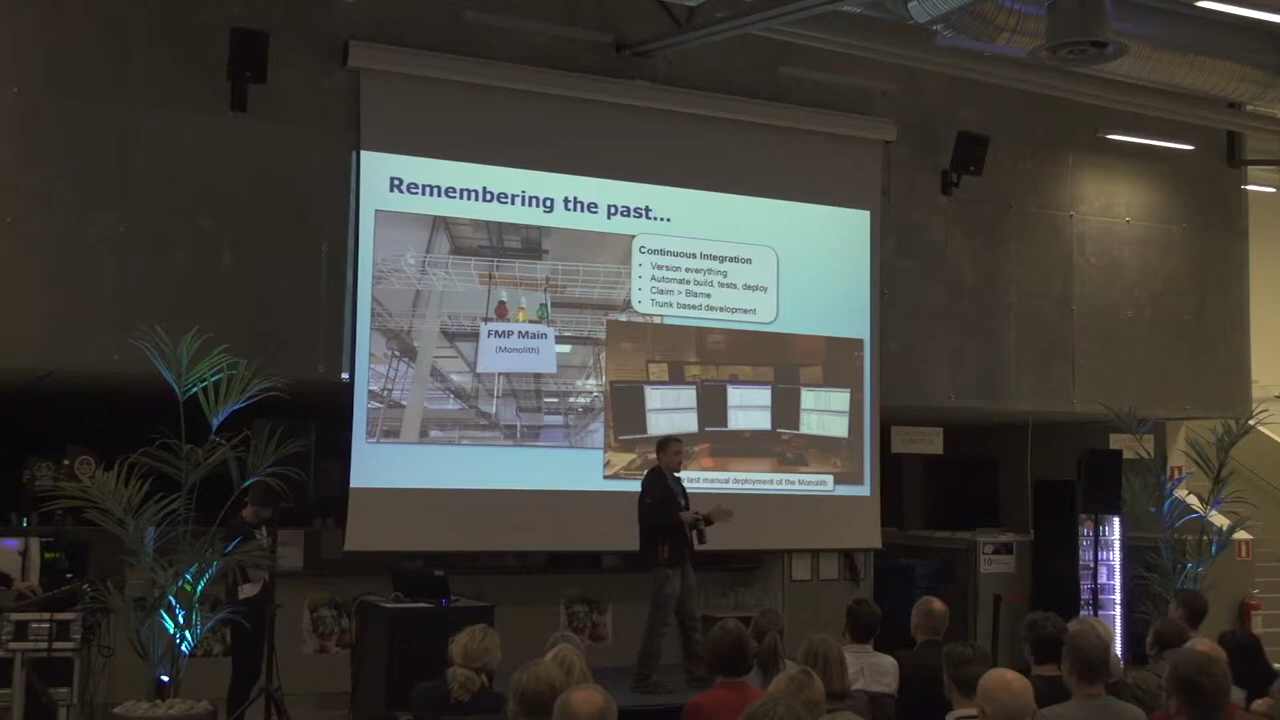 Remembering the past...
Continuous Integration
• Version everything
• Automate build, tests, deploy
• Claim > Blame
• Trunk based development
FMP Main
(Monolith)
last manual deployment of the Monolith